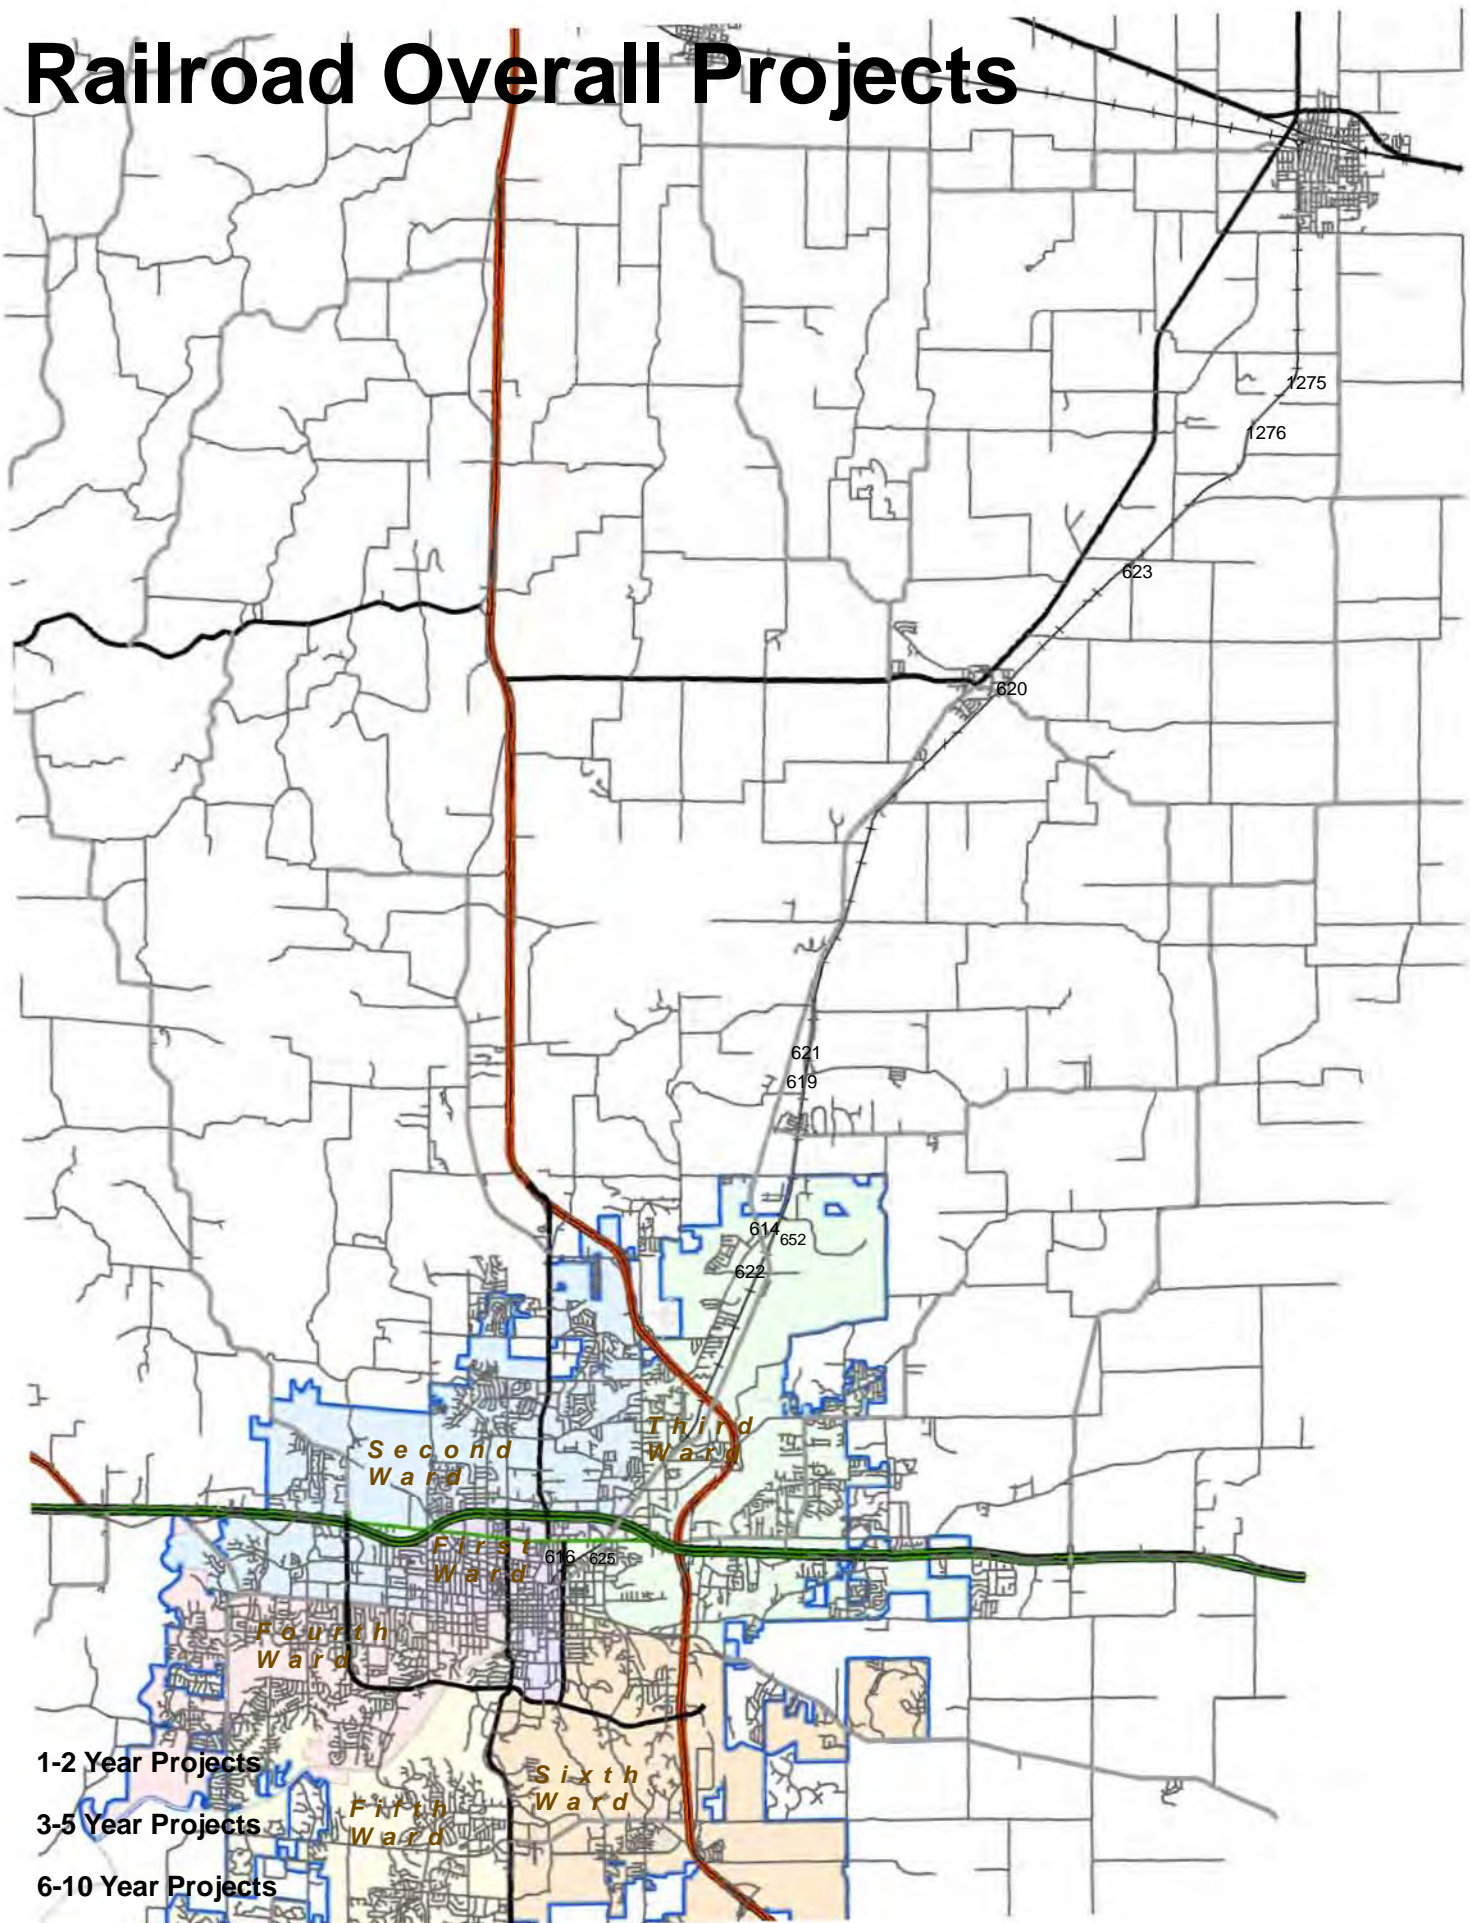 Railroad Overall Projects
1275
1276
623
620
621
619
614
652
622
Third
Ward
Second
Ward
First
Ward
616
625
Fourth
Ward
Sixth
Ward
Fifth
Ward
1-2 Year Projects
3-5 Year Projects
6-10 Year Projects